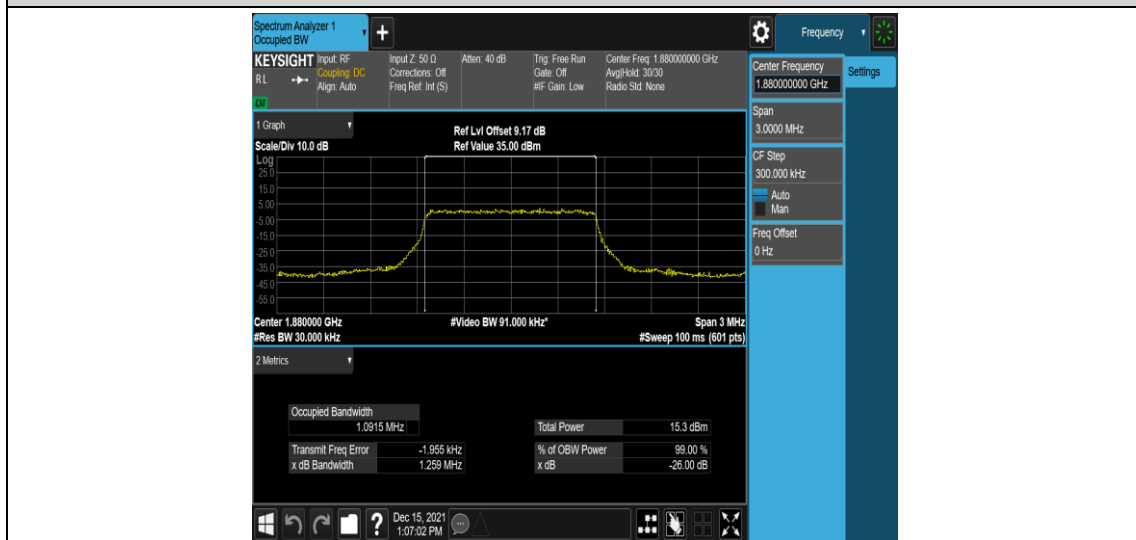 Spectrum Analyzer 1
Occupied BW
+
Frequency
KEYSIGHT
RL
LXI
Input: RF
Coupling: DC
Align: Auto
Input Z: 50 Ω
Corrections: Off
Freq Ref: Int (S)
Atten: 40 dB
Trig: Free Run
Gate: Off
#IF Gain: Low
Center Freq: 1.880000000 GHz
Avg|Hold: 30/30
Radio Std: None
Center Frequency
1.880000000 GHz
Settings
Span
3.0000 MHz
CF Step
300.000 kHz
Auto
Man
Freq Offset
0 Hz
1 Graph
Scale/Div 10.0 dB
Ref Lvl Offset 9.17 dB
Ref Value 35.00 dBm
Log
25.0
15.0
5.00
-5.00
-15.0
-25.0
-35.0
-45.0
-55.0
Center 1.880000 GHz
#Video BW 91.000 kHz*
Span 3 MHz
#Res BW 30.000 kHz
#Sweep 100 ms (601 pts)
2 Metrics
Occupied Bandwidth
1.0915 MHz
Total Power 15.3 dBm
Transmit Freq Error -1.955 kHz
% of OBW Power 99.00 %
x dB Bandwidth 1.259 MHz
x dB -26.00 dB
?
Dec 15, 2021
1:07:02 PM